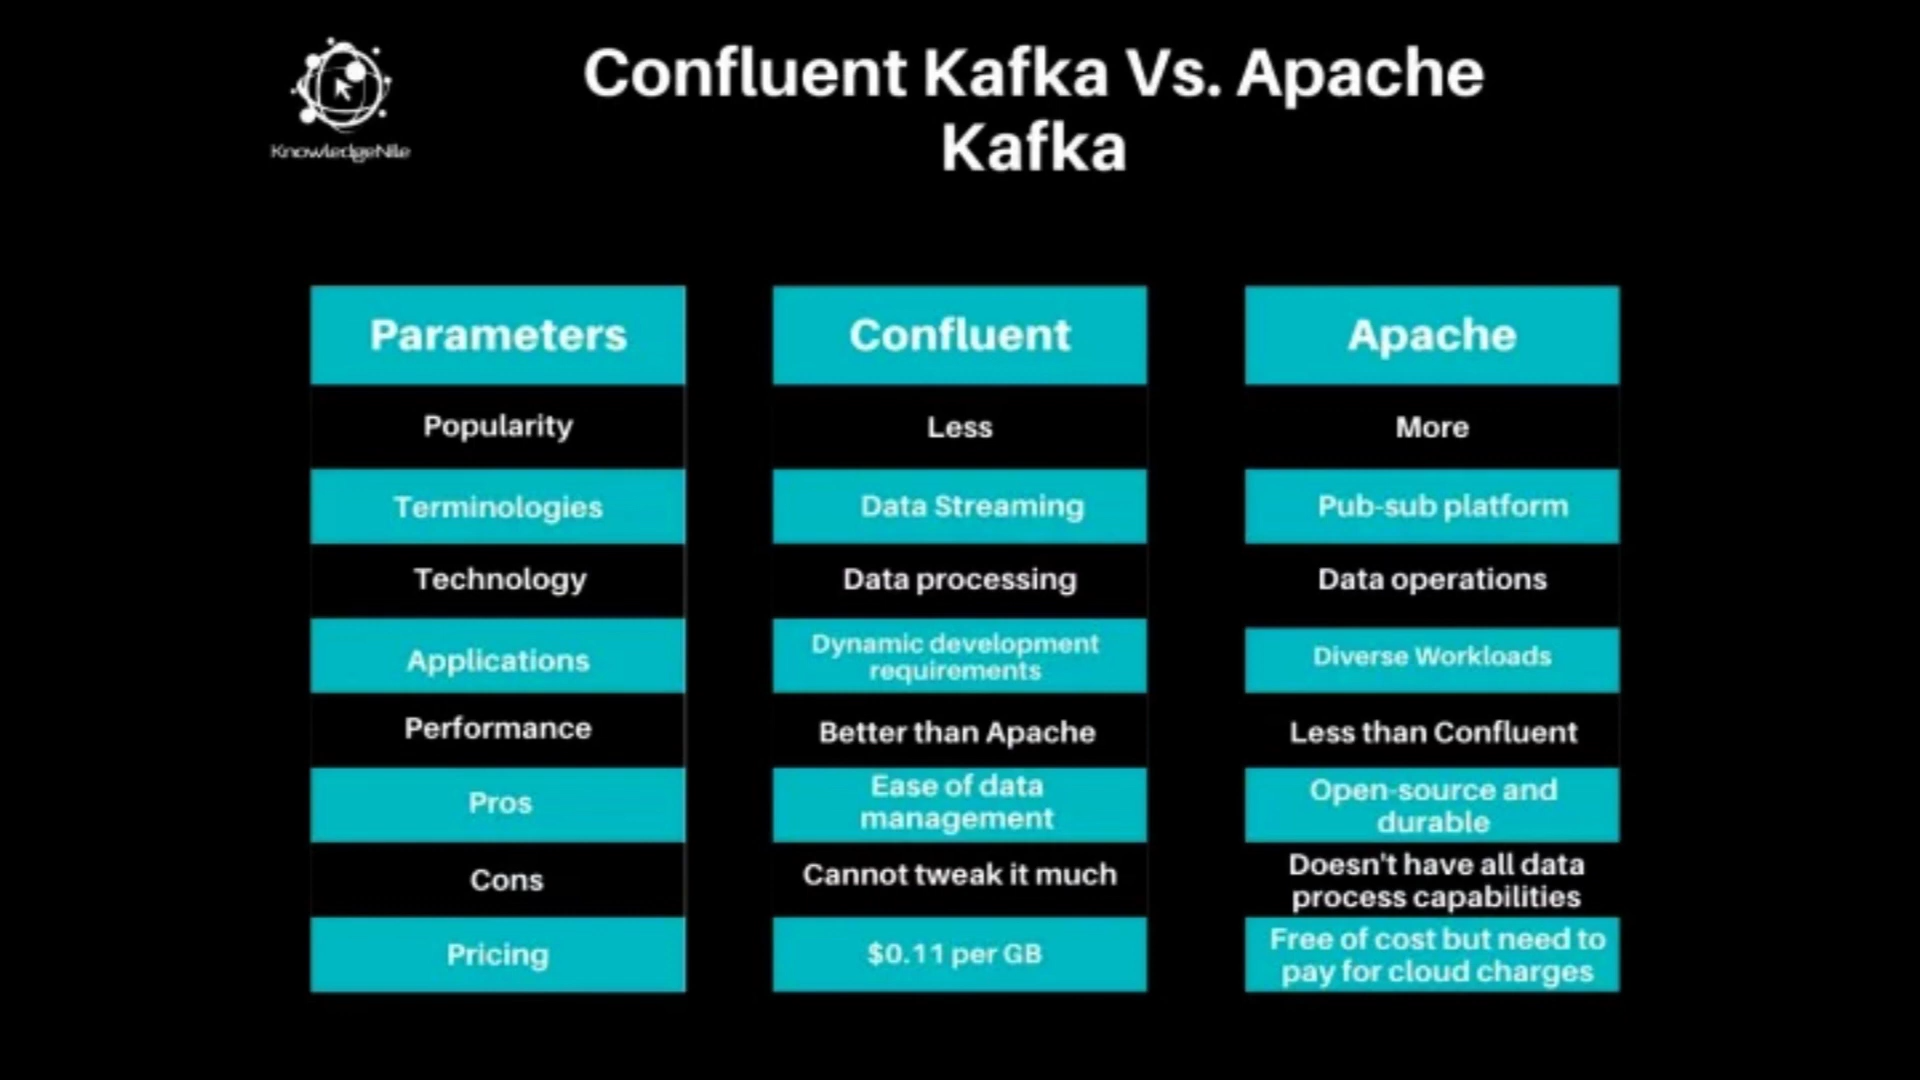 KnowledgeNile
Confluent Kafka Vs. Apache
Kafka
Parameters Confluent Apache
Popularity Less More
Terminologies Data Streaming Pub-sub platform
Technology Data processing Data operations
Applications Dynamic development
requirements Diverse Workloads
Performance Better than Apache Less than Confluent
Pros Ease of data
management Open-source and
durable
Cons Cannot tweak it much Doesn't have all data
process capabilities
Pricing $0.11 per GB Free of cost but need to
pay for cloud charges